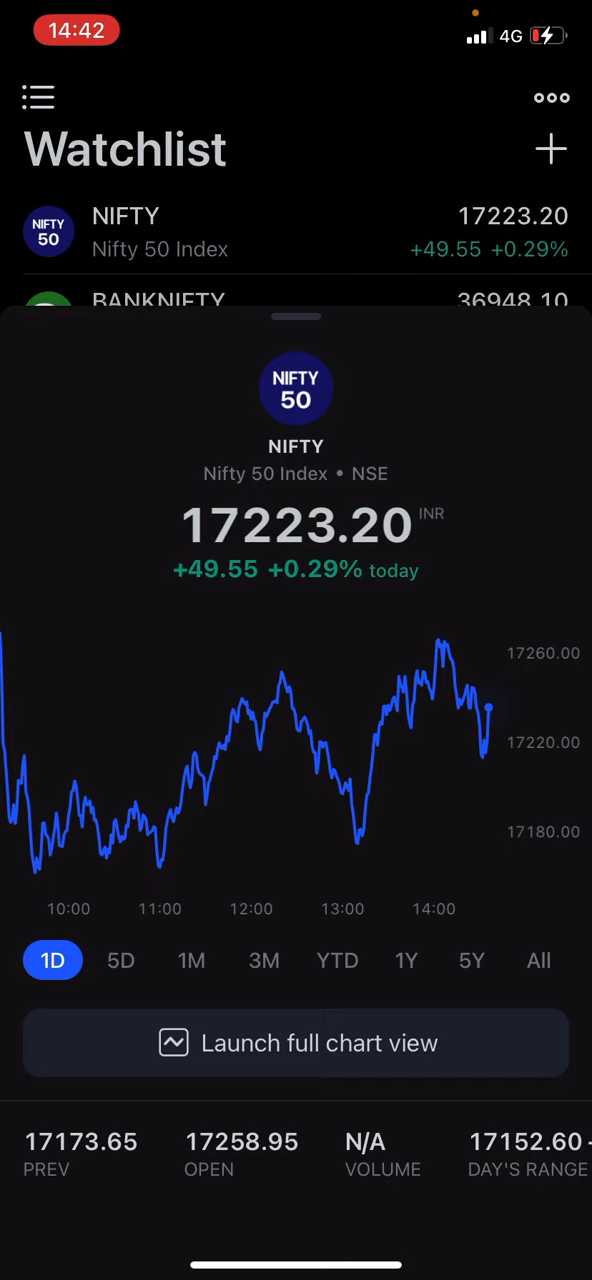 14:42
4G
Watchlist
NIFTY 50
NIFTY 17223.20
Nifty 50 Index +49.55 +0.29%
BANKNIFTY 36948.10
NIFTY
50
NIFTY
Nifty 50 Index • NSE
17223.20 INR
+49.55 +0.29% today
17260.00
17220.00
17180.00
10:00 11:00 12:00 13:00 14:00
1D 5D 1M 3M YTD 1Y 5Y All
Launch full chart view
17173.65 17258.95 N/A 17152.60 -
PREV OPEN VOLUME DAY'S RANGE